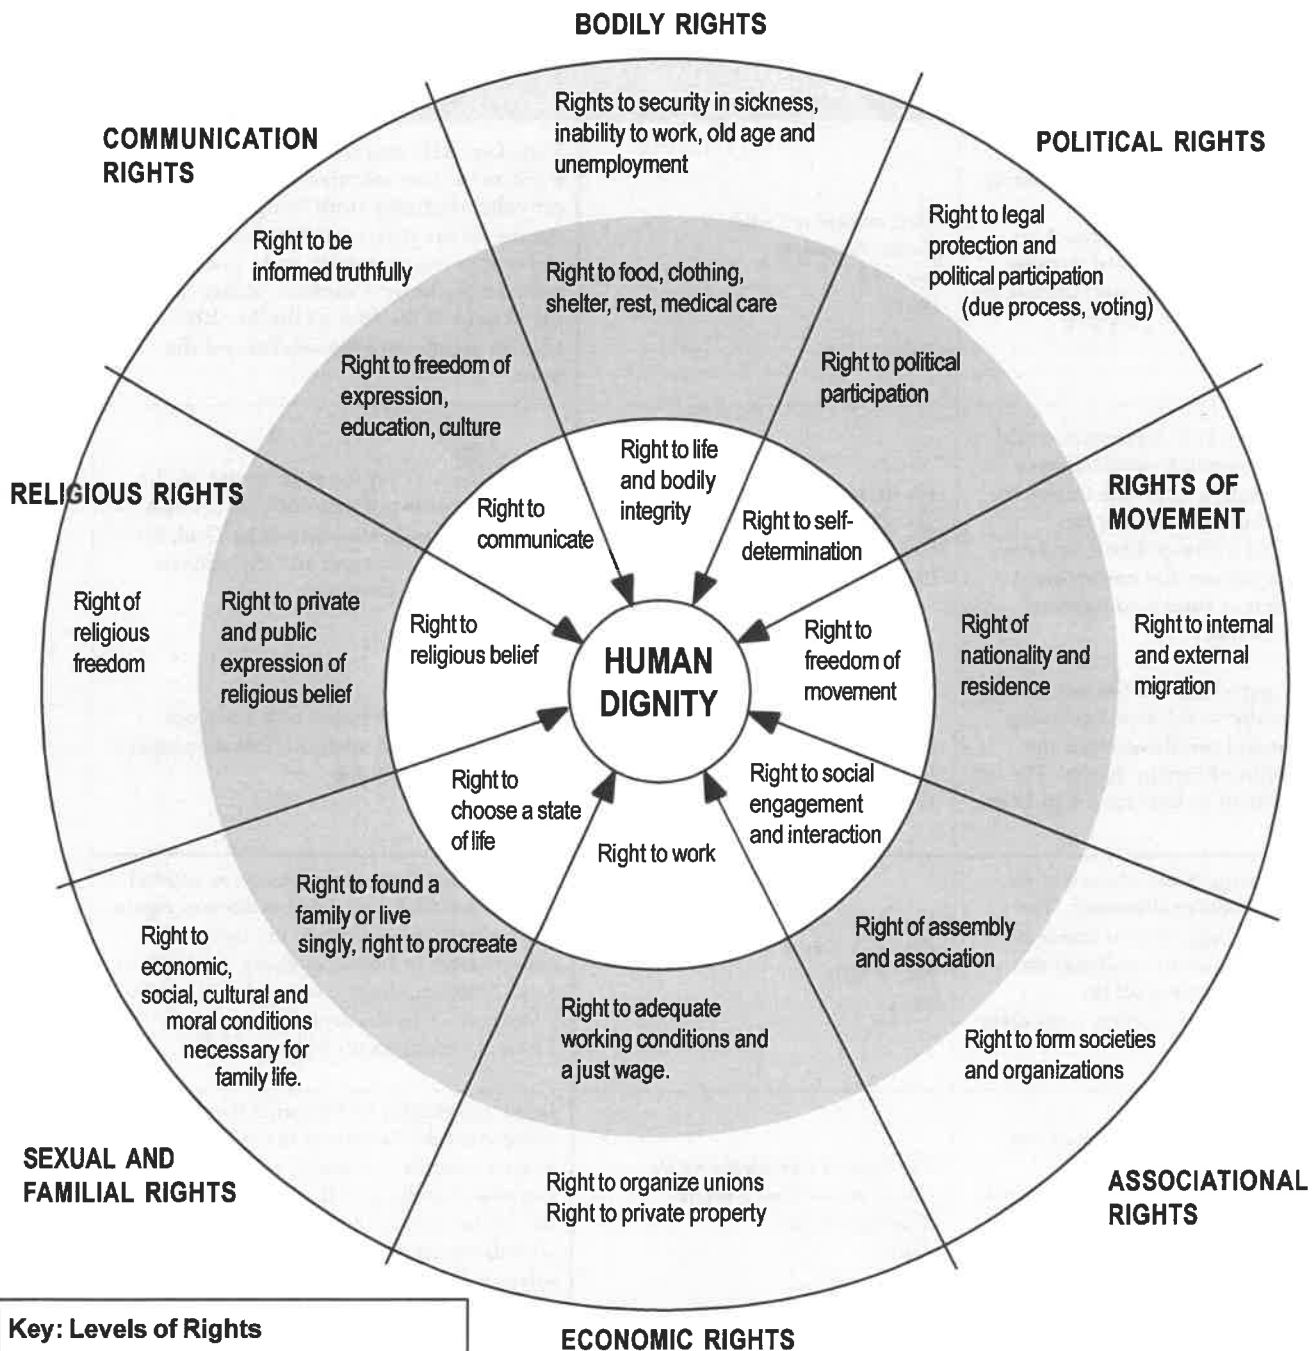 BODILY RIGHTS
Rights to security in sickness,
inability to work, old age and
unemployment
Right to food, clothing,
shelter, rest, medical care
Right to life
and bodily
integrity
POLITICAL RIGHTS
Right to legal
protection and
political participation
(due process, voting)
Right to political
participation
Right to self-
determination
RIGHTS OF
MOVEMENT
Right to internal
and external
migration
Right of
nationality and
residence
Right to
freedom of
movement
ASSOCIATIONAL
RIGHTS
Right to form societies
and organizations
Right of assembly
and association
Right to social
engagement
and interaction
ECONOMIC RIGHTS
Right to organize unions
Right to private property
Right to adequate
working conditions and
a just wage.
Right to work
SEXUAL AND
FAMILIAL RIGHTS
Right to
economic,
social, cultural and
moral conditions
necessary for
family life.
Right to found a
family or live
singly, right to procreate
Right to
choose a state
of life
RELIGIOUS RIGHTS
Right of
religious
freedom
Right to private
and public
expression of
religious belief
Right to
religious belief
COMMUNICATION
RIGHTS
Right to be
informed truthfully
Right to freedom of
expression,
education, culture
Right to
communicate
HUMAN
DIGNITY
Key: Levels of Rights